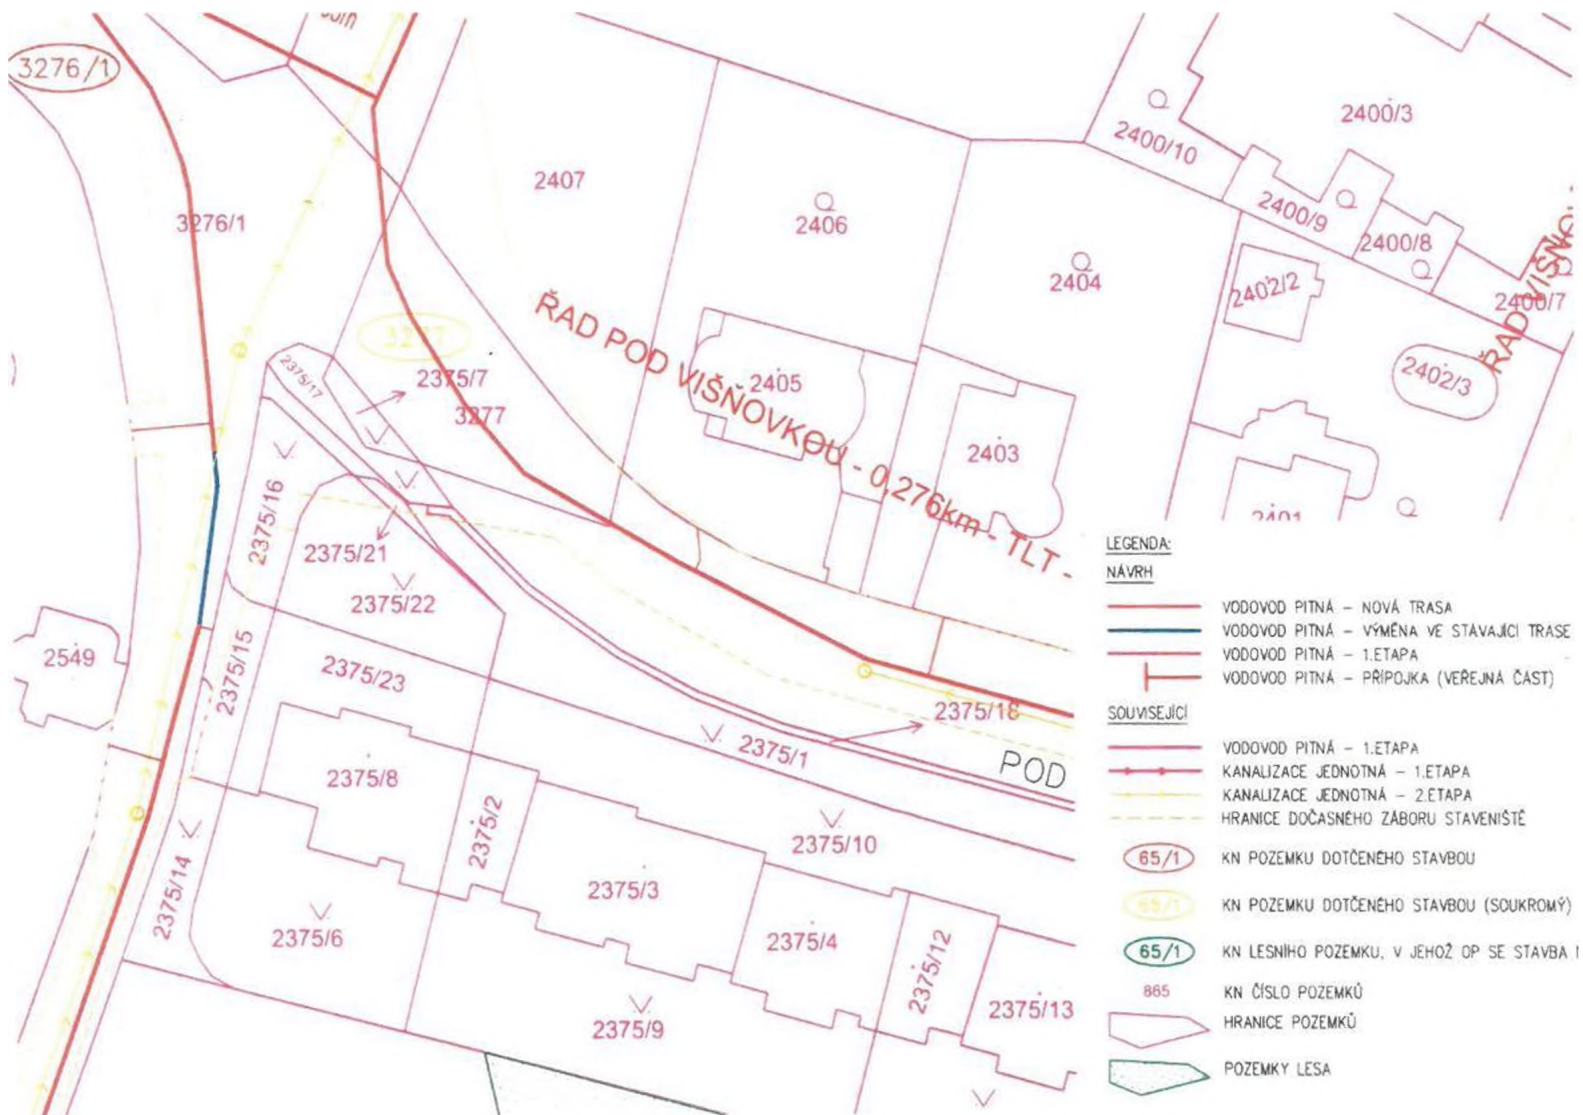 3276/1
3276/1
2407
2406
2404
2400/3
2400/10
2400/9
2400/8
2400/7
2402/2
2402/3
ŘAD VIŠŇOV
3277
2375/7
3277
2375/17
ŘAD POD VIŠŇOVKOU - 0,276km - TLT -
2405
2403
2401
2375/16
2375/21
2375/22
2375/15
2375/23
2549
2375/18
2375/1
POD
2375/8
2375/2
2375/10
2375/14
2375/3
2375/6
2375/4
2375/12
2375/9
2375/13
LEGENDA:
NÁVRH
VODOVOD PITNÁ – NOVÁ TRASA
VODOVOD PITNÁ – VÝMĚNA VE STÁVAJÍCÍ TRASE
VODOVOD PITNÁ – 1.ETAPA
VODOVOD PITNÁ – PŘÍPOJKA (VEŘEJNÁ ČÁST)
SOUVISEJÍCÍ
VODOVOD PITNÁ – 1.ETAPA
KANALIZACE JEDNOTNÁ – 1.ETAPA
KANALIZACE JEDNOTNÁ – 2.ETAPA
HRANICE DOČASNÉHO ZÁBORU STAVENIŠTĚ
65/1 KN POZEMKU DOTČENÉHO STAVBOU
65/1 KN POZEMKU DOTČENÉHO STAVBOU (SOUKROMÝ)
65/1 KN LESNÍHO POZEMKU, V JEHOŽ OP SE STAVBA
865 KN ČÍSLO POZEMKŮ
HRANICE POZEMKŮ
POZEMKY LESA